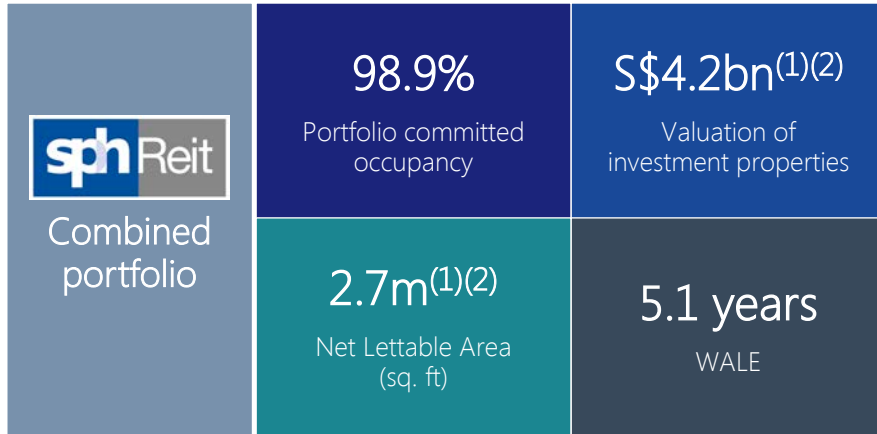 sph Reit
Combined
portfolio
98.9%
Portfolio committed
occupancy
S$4.2bn(1)(2)
Valuation of
investment properties
2.7m(1)(2)
Net Lettable Area
(sq. ft)
5.1 years
WALE